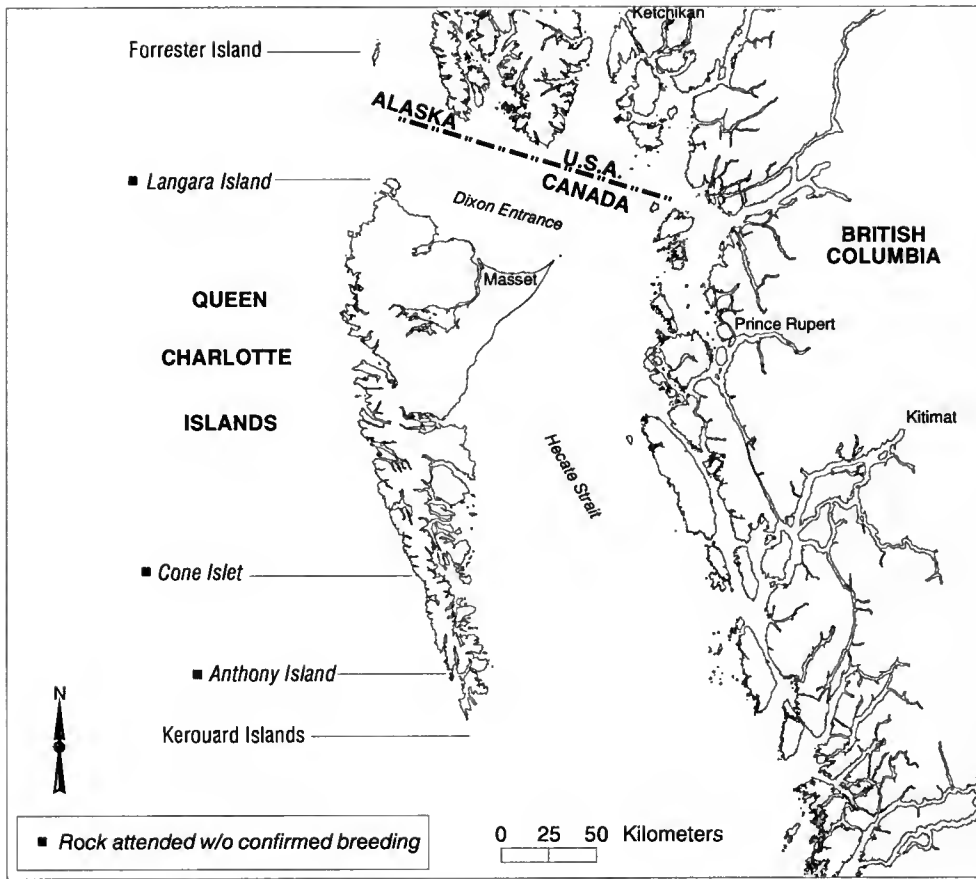 Ketchikan
Forrester Island
ALASKA
U.S.A.
CANADA
■ Langara Island
Dixon Entrance
BRITISH
COLUMBIA
Masset
QUEEN
CHARLOTTE
ISLANDS
Prince Rupert
Kitimat
Hecate Strait
■ Cone Islet
■ Anthony Island
N
Kerouard Islands
■ Rock attended w/o confirmed breeding
0 25 50 Kilometers